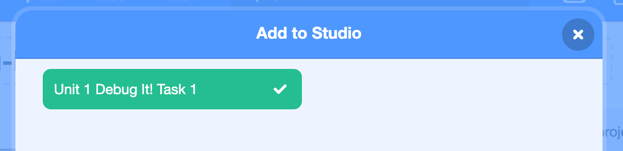 Add to Studio
Unit 1 Debug It! Task 1